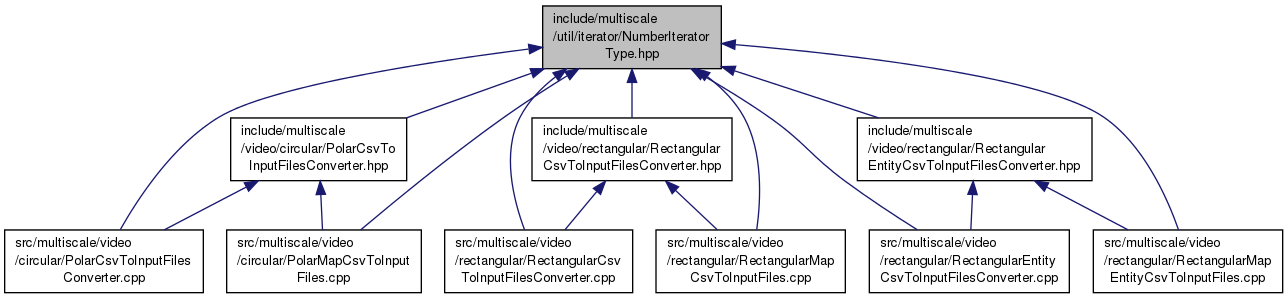 include/multiscale
/util/iterator/NumberIterator
Type.hpp
include/multiscale
/video/circular/PolarCsvTo
InputFilesConverter.hpp
include/multiscale
/video/rectangular/Rectangular
CsvToInputFilesConverter.hpp
include/multiscale
/video/rectangular/Rectangular
EntityCsvToInputFilesConverter.hpp
src/multiscale/video
/circular/PolarCsvToInputFiles
Converter.cpp
src/multiscale/video
/circular/PolarMapCsvToInput
Files.cpp
src/multiscale/video
/rectangular/RectangularCsv
ToInputFilesConverter.cpp
src/multiscale/video
/rectangular/RectangularMap
CsvToInputFiles.cpp
src/multiscale/video
/rectangular/RectangularEntity
CsvToInputFilesConverter.cpp
src/multiscale/video
/rectangular/RectangularMap
EntityCsvToInputFiles.cpp